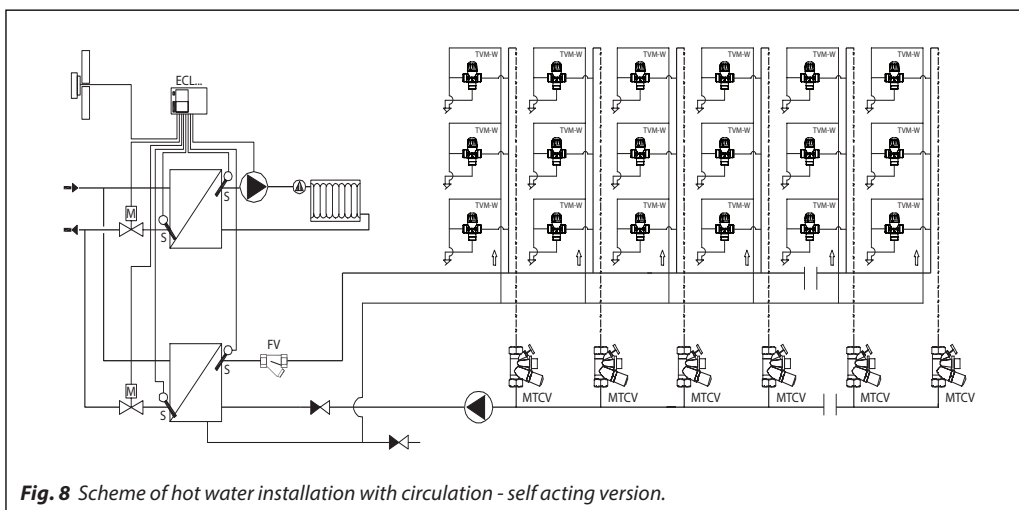 TVM-W TVM-W TVM-W TVM-W TVM-W TVM-W
ECL...
TVM-W TVM-W TVM-W TVM-W TVM-W TVM-W
S
M
TVM-W TVM-W TVM-W TVM-W TVM-W TVM-W
S
FV
S
M
S
MTCV MTCV MTCV MTCV MTCV MTCV
Fig. 8 Scheme of hot water installation with circulation - self acting version.